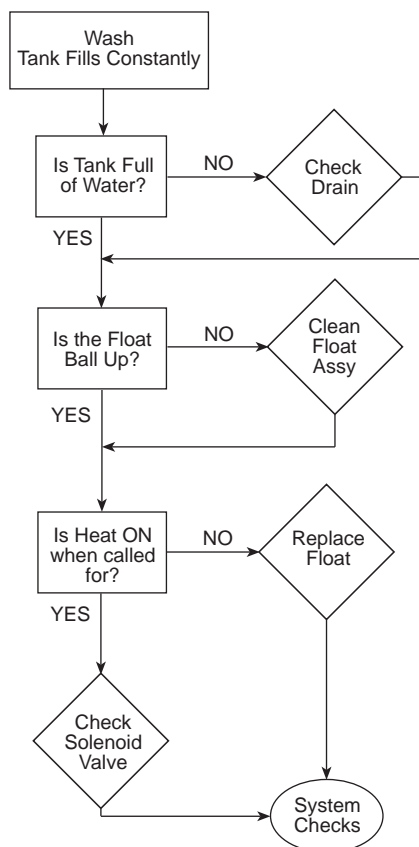 Wash
Tank Fills Constantly
Is Tank Full
of Water?
NO
Check
Drain
YES
Is the Float
Ball Up?
NO
Clean
Float
Assy
YES
Is Heat ON
when called
for?
NO
Replace
Float
YES
Check
Solenoid
Valve
System
Checks